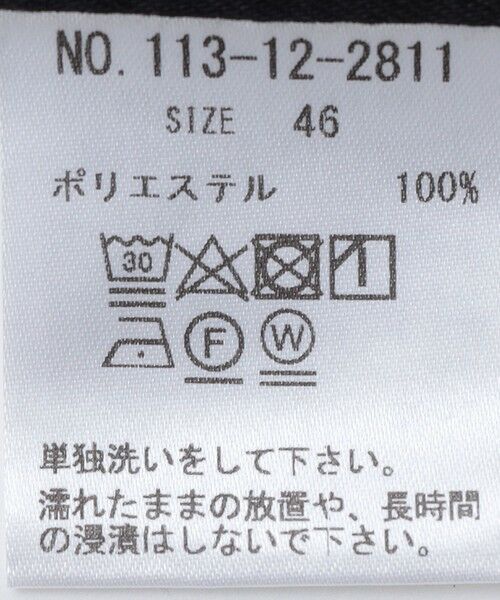 NO. 113-12-2811
SIZE 46
ポリエステル 100%
30
F W
単独洗いをして下さい。
濡れたままの放置や、長時間
の浸漬はしないで下さい。